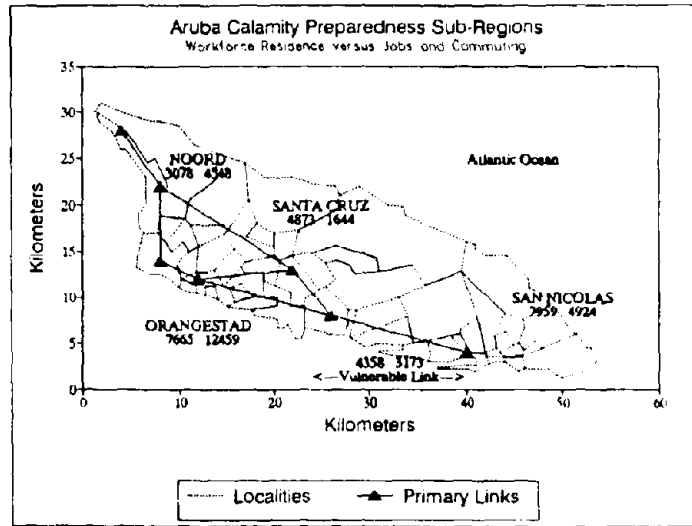 Aruba Calamity Preparedness Sub-Regions
Workforce Residence versus Jobs and Commuting
35
30
25
20
15
10
5
0
Kilometers
NOORD
3078 4548
Atlantic Ocean
SANTA CRUZ
4873 1644
SAN NICOLAS
7959 4924
ORANGESTAD
7665 12459
4358 3173
<---Vulnerable Link--->
0 10 20 30 40 50 60
Kilometers
Localities
Primary Links